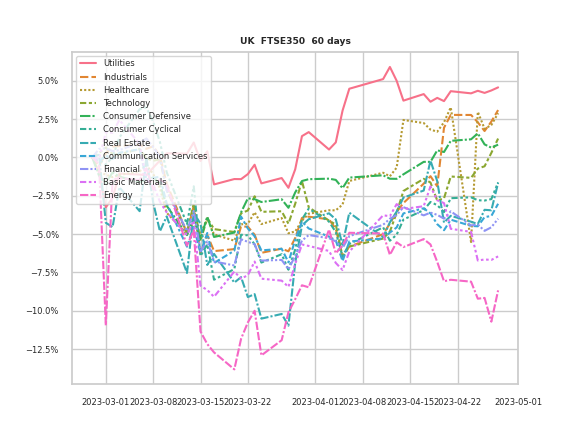 UK  FTSE350  60 days
Utilities
Industrials
Healthcare
Technology
Consumer Defensive
Consumer Cyclical
Real Estate
Communication Services
Financial
Basic Materials
Energy
5.0%
2.5%
0.0%
−2.5%
−5.0%
−7.5%
−10.0%
−12.5%
2023-03-01 2023-03-08 2023-03-15 2023-03-22 2023-04-01 2023-04-08 2023-04-15 2023-04-22 2023-05-01